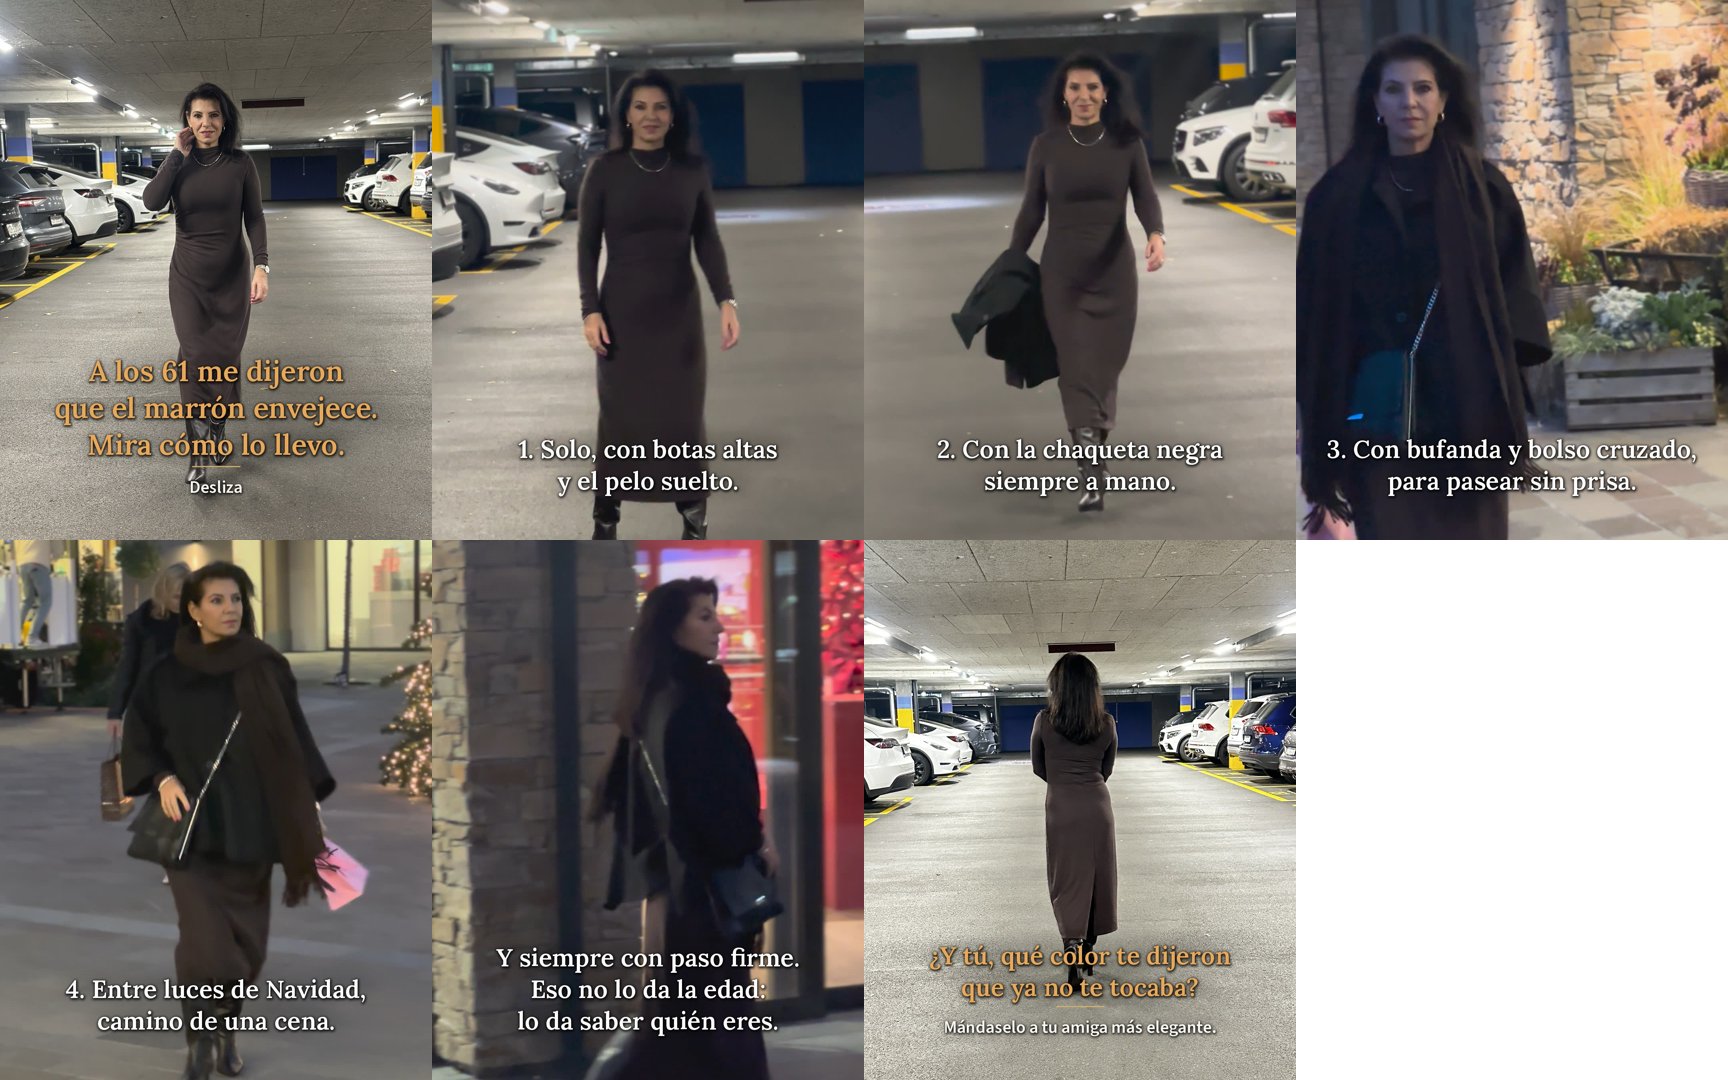 A los 61 me dijeron
que el marrón envejece.
Mira cómo lo llevo.
Desliza
1. Solo, con botas altas
y el pelo suelto.
2. Con la chaqueta negra
siempre a mano.
3. Con bufanda y bolso cruzado,
para pasear sin prisa.
4. Entre luces de Navidad,
camino de una cena.
Y siempre con paso firme.
Eso no lo da la edad:
lo da saber quién eres.
¿Y tú, qué color te dijeron
que ya no te tocaba?
Mándaselo a tu amiga más elegante.